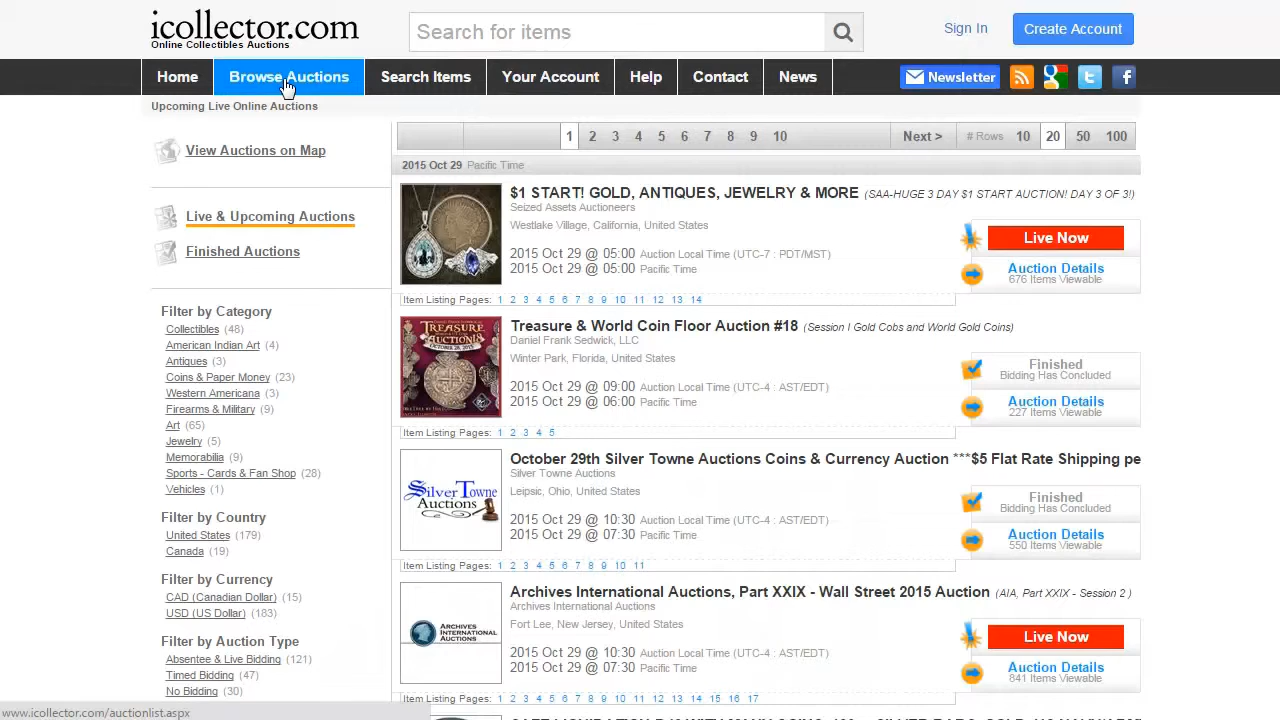 icollector.com
Online Collectibles Auctions
Search for items
Sign In
Create Account
Home
Browse Auctions
Search Items
Your Account
Help
Contact
News
Newsletter
Upcoming Live Online Auctions
View Auctions on Map
Live & Upcoming Auctions
Finished Auctions
Filter by Category
Collectibles (48)
American Indian Art (4)
Antiques (3)
Coins & Paper Money (23)
Western Americana (3)
Firearms & Military (9)
Art (65)
Jewelry (5)
Memorabilia (9)
Sports - Cards & Fan Shop (28)
Vehicles (1)
Filter by Country
United States (179)
Canada (19)
Filter by Currency
CAD (Canadian Dollar) (15)
USD (US Dollar) (183)
Filter by Auction Type
Absentee & Live Bidding (121)
Timed Bidding (47)
No Bidding (30)
1 2 3 4 5 6 7 8 9 10 Next > # Rows 10 20 50 100
2015 Oct 29 Pacific Time
$1 START! GOLD, ANTIQUES, JEWELRY & MORE (SAA-HUGE 3 DAY $1 START AUCTION! DAY 3 OF 3!)
Seized Assets Auctioneers
Westlake Village, California, United States
2015 Oct 29 @ 05:00 Auction Local Time (UTC-7 : PDT/MST)
2015 Oct 29 @ 05:00 Pacific Time
Live Now
Auction Details
676 Items Viewable
Item Listing Pages: 1 2 3 4 5 6 7 8 9 10 11 12 13 14
TREASURE
AUCTION18
Treasure & World Coin Floor Auction #18 (Session I Gold Cobs and World Gold Coins)
Daniel Frank Sedwick, LLC
Winter Park, Florida, United States
2015 Oct 29 @ 09:00 Auction Local Time (UTC-4 : AST/EDT)
2015 Oct 29 @ 06:00 Pacific Time
Finished
Bidding Has Concluded
Auction Details
227 Items Viewable
Item Listing Pages: 1 2 3 4 5
Silver Towne
Auctions
October 29th Silver Towne Auctions Coins & Currency Auction ***$5 Flat Rate Shipping pe
Silver Towne Auctions
Leipsic, Ohio, United States
2015 Oct 29 @ 10:30 Auction Local Time (UTC-4 : AST/EDT)
2015 Oct 29 @ 07:30 Pacific Time
Finished
Bidding Has Concluded
Auction Details
550 Items Viewable
Item Listing Pages: 1 2 3 4 5 6 7 8 9 10 11
ARCHIVES
INTERNATIONAL
AUCTIONS
Archives International Auctions, Part XXIX - Wall Street 2015 Auction (AIA, Part XXIX - Session 2 )
Archives International Auctions
Fort Lee, New Jersey, United States
2015 Oct 29 @ 10:30 Auction Local Time (UTC-4 : AST/EDT)
2015 Oct 29 @ 07:30 Pacific Time
Live Now
Auction Details
841 Items Viewable
Item Listing Pages: 1 2 3 4 5 6 7 8 9 10 11 12 13 14 15 16 17
www.icollector.com/auctionlist.aspx